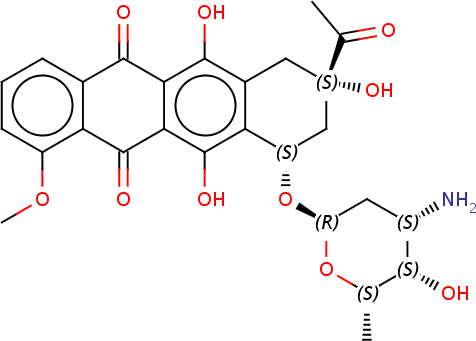 O OH O
(S) OH
(S)
O OH O
O (R) (S) NH2
O (S) OH
(S)